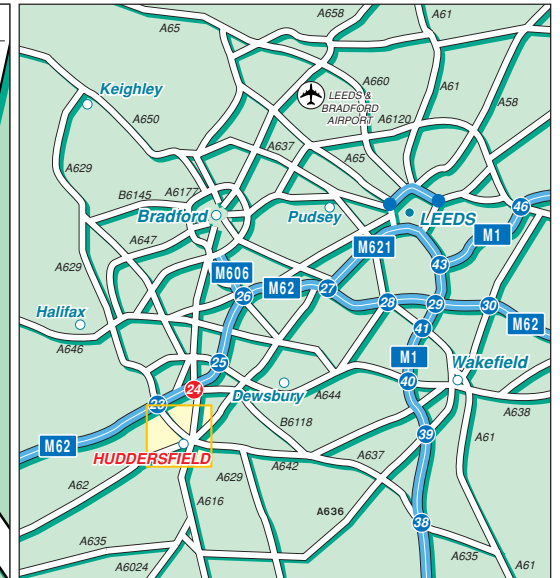 A658
A61
A65
Keighley
A660
LEEDS &
BRADFORD
AIRPORT
A61
A58
A650
A6120
A637
A65
A629
B6145
A6177
Bradford
Pudsey
LEEDS
46
A647
M621
M1
A629
M606
43
26
M62
27
28
29
30
Halifax
M62
A646
41
25
M1
Wakefield
24
Dewsbury
40
A644
23
A638
B6118
39
A61
M62
HUDDERSFIELD
A642
A637
A62
A629
A616
A636
38
A635
A635
A6024
A61